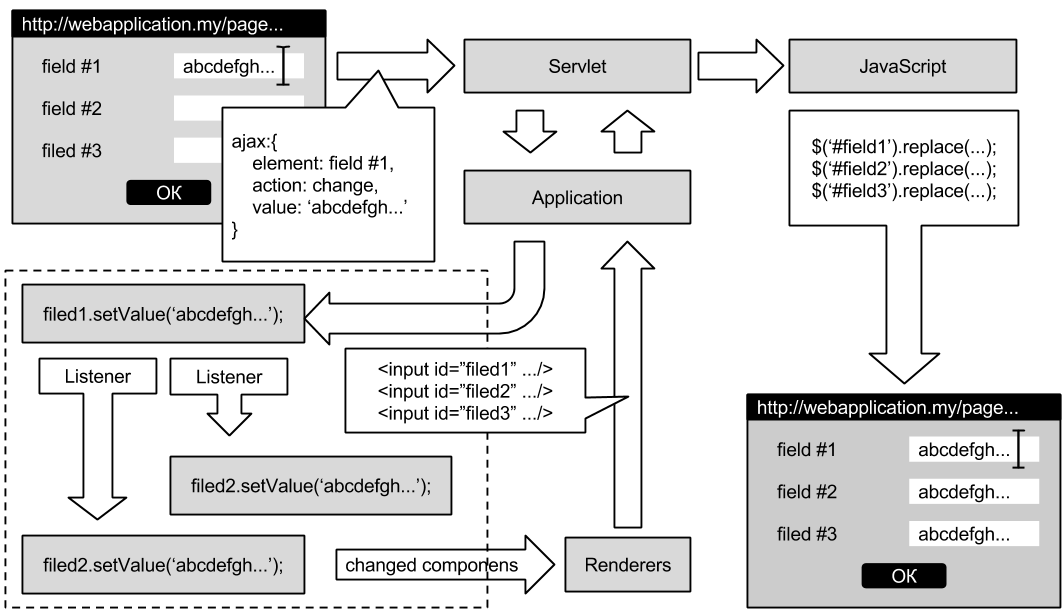 http://webapplication.my/page...
field #1
abcdefgh...
field #2
filed #3
OK
ajax:{
element: field #1,
action: change,
value: ‘abcdefgh...’
}
Servlet
JavaScript
Application
$(‘#field1’).replace(...);
$(‘#field2’).replace(...);
$(‘#field3’).replace(...);
filed1.setValue(‘abcdefgh...’);
Listener
Listener
<input id=”filed1” .../>
<input id=”filed2” .../>
<input id=”filed3” .../>
filed2.setValue(‘abcdefgh...’);
filed2.setValue(‘abcdefgh...’);
changed componens
Renderers
http://webapplication.my/page...
field #1
abcdefgh...
field #2
abcdefgh...
filed #3
abcdefgh...
OK